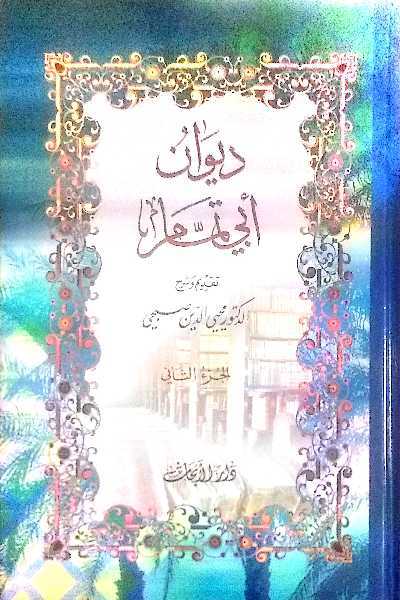 ديوان
أبي تمام
تقديم وشرح
الدكتور محيي الدين صبحي
الجزء الثاني
دار الأبحاث